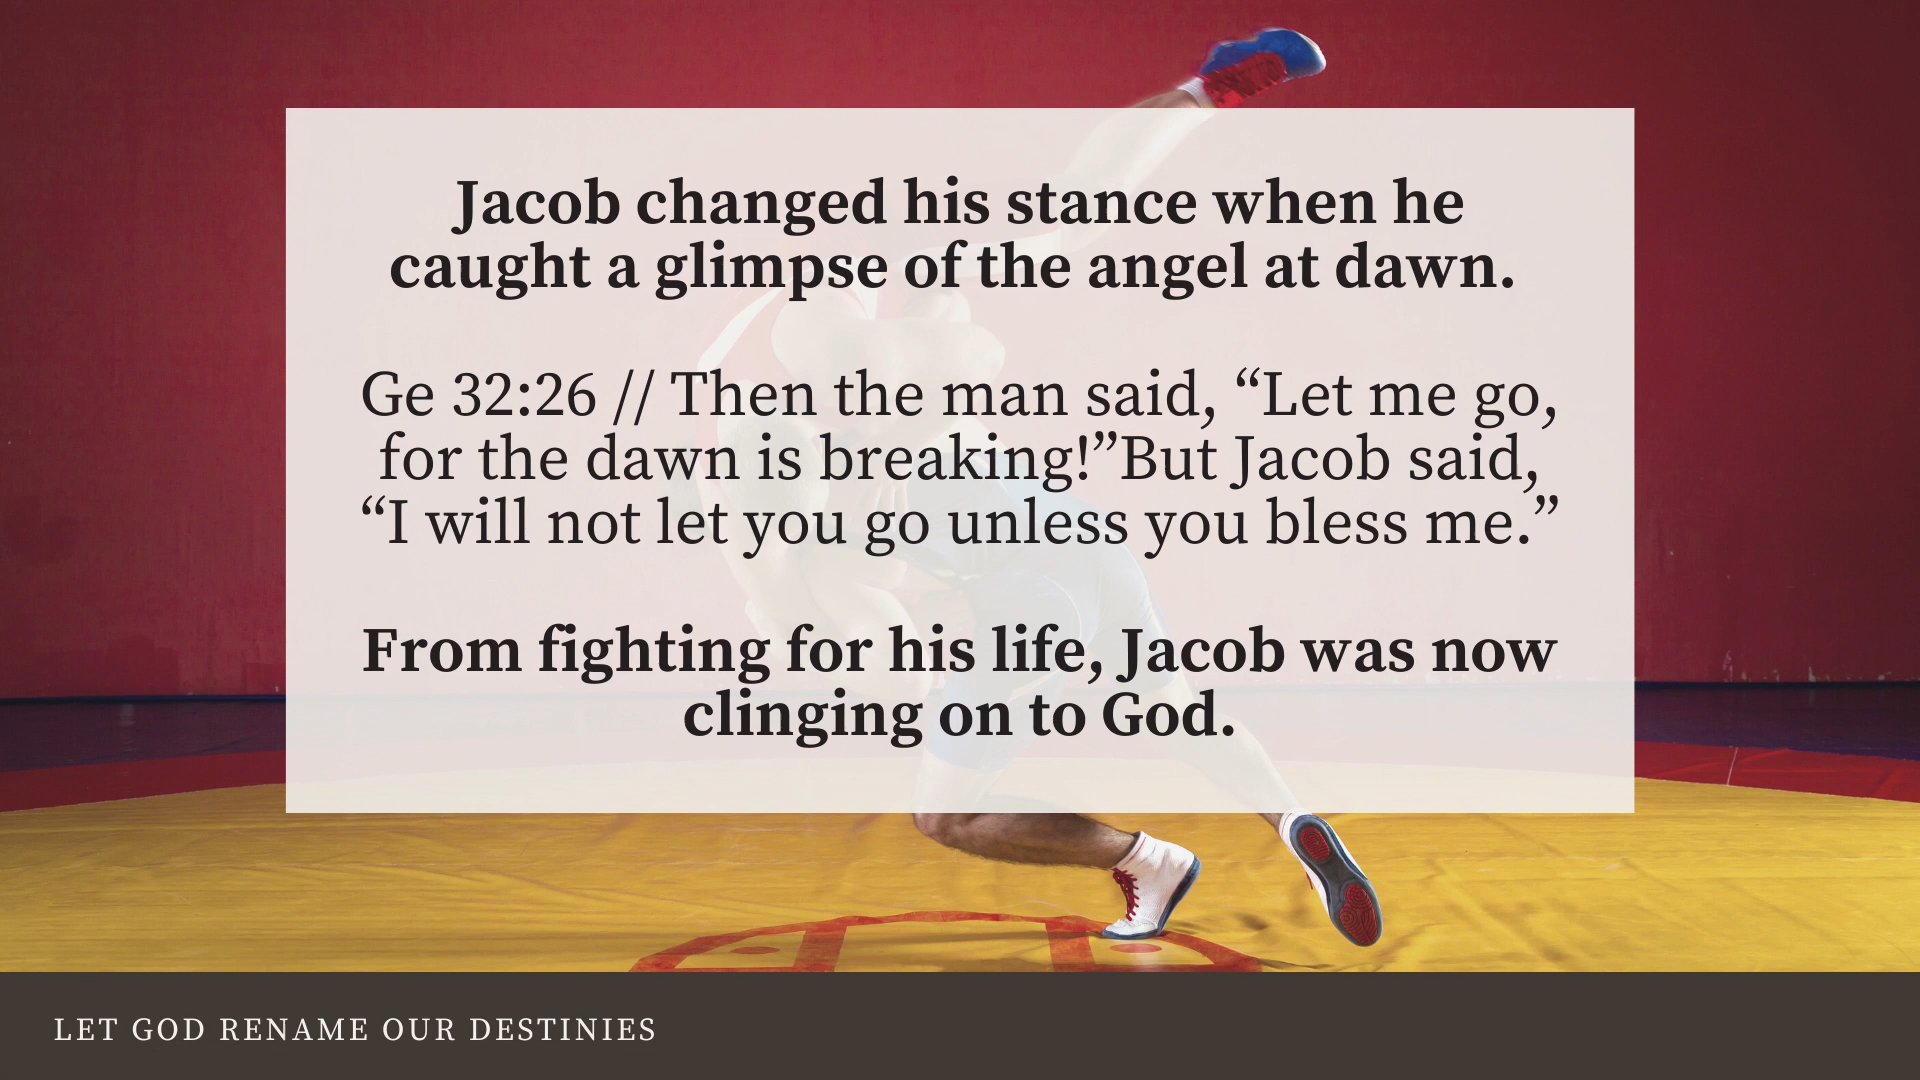 Jacob changed his stance when he
caught a glimpse of the angel at dawn.
Ge 32:26 // Then the man said, “Let me go,
for the dawn is breaking!”But Jacob said,
“I will not let you go unless you bless me.”
From fighting for his life, Jacob was now
clinging on to God.
LET GOD RENAME OUR DESTINIES